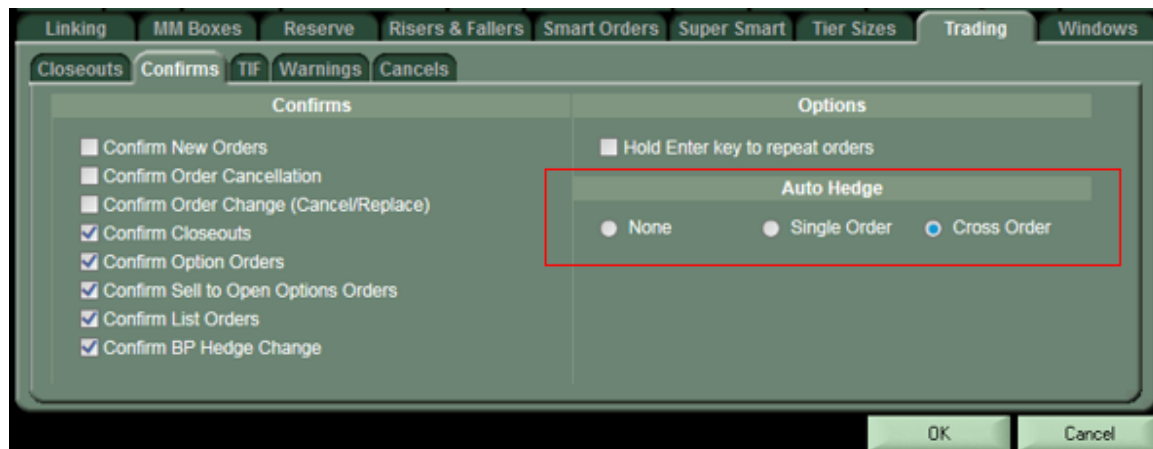 Linking MM Boxes Reserve Risers & Fallers Smart Orders Super Smart Tier Sizes Trading Windows
Closeouts Confirms TIF Warnings Cancels
Confirms
Confirm New Orders
Confirm Order Cancellation
Confirm Order Change (Cancel/Replace)
Confirm Closeouts
Confirm Option Orders
Confirm Sell to Open Options Orders
Confirm List Orders
Confirm BP Hedge Change
Options
Hold Enter key to repeat orders
Auto Hedge
None Single Order Cross Order
OK Cancel